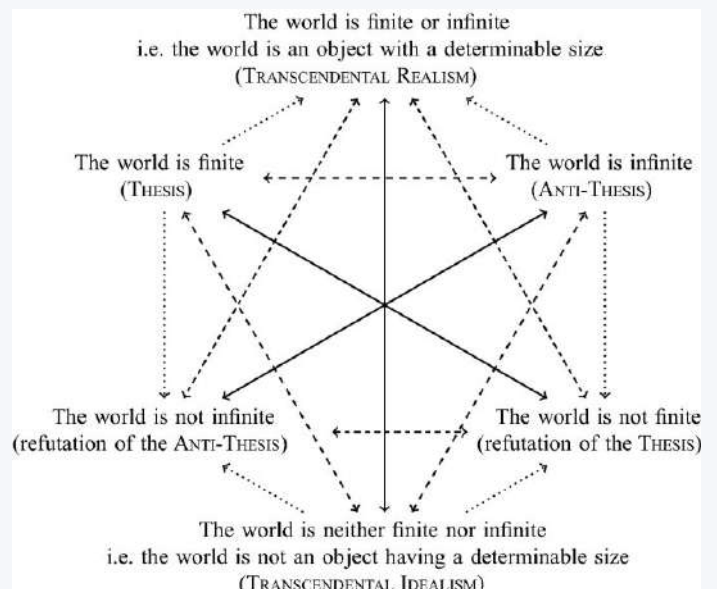 The world is finite or infinite
i.e. the world is an object with a determinable size
(TRANSCENDENTAL REALISM)
The world is finite
(THESIS)
The world is infinite
(ANTI-THESIS)
The world is not infinite
(refutation of the ANTI-THESIS)
The world is not finite
(refutation of the THESIS)
The world is neither finite nor infinite
i.e. the world is not an object having a determinable size
(TRANSCENDENTAL IDEALISM)